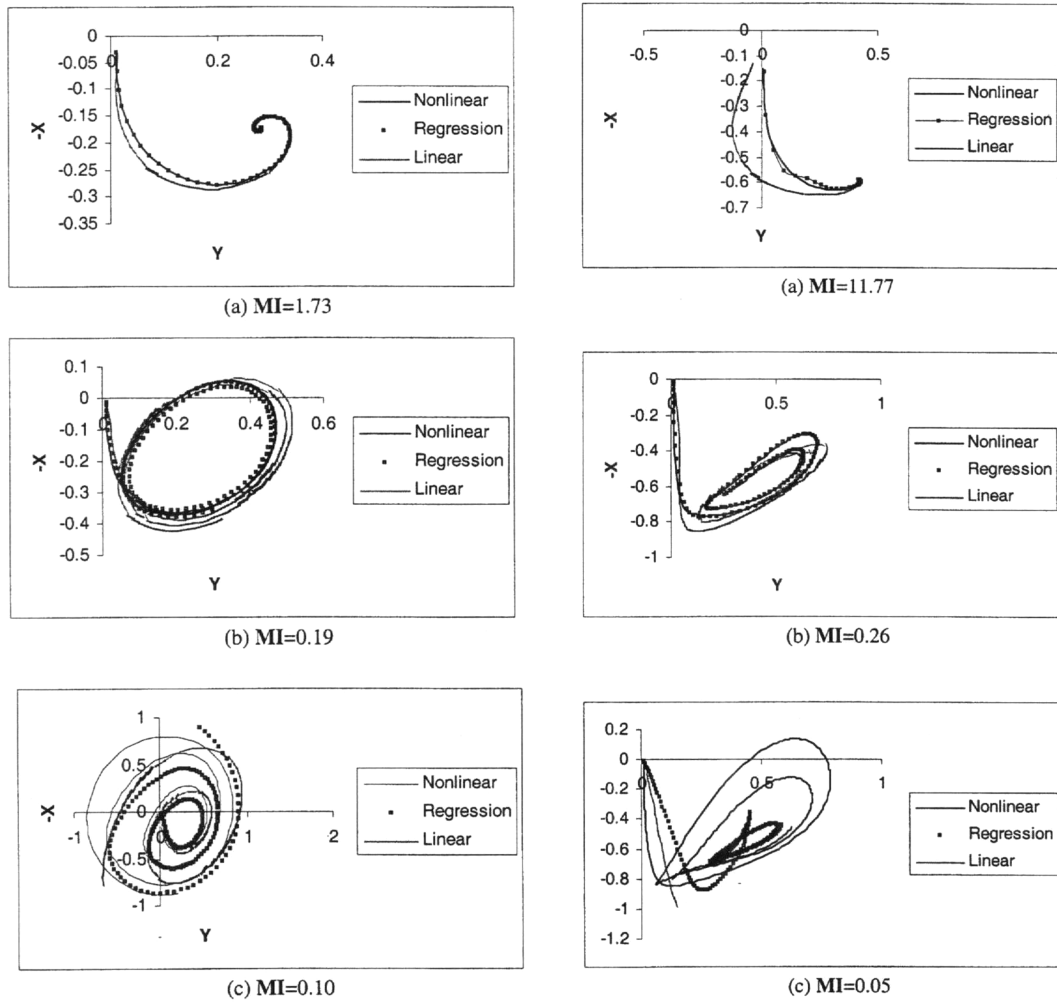 0
-0.05
-0.1
-0.15
-0.2
-0.25
-0.3
-0.35
0
0.2
0.4
-X
Y
Nonlinear
Regression
Linear
(a) MI=1.73
0
-0.1
-0.2
-0.3
-0.4
-0.5
-0.6
-0.7
-0.5
0
0.5
-X
Y
Nonlinear
Regression
Linear
(a) MI=11.77
0.1
0
-0.1
-0.2
-0.3
-0.4
-0.5
0
0.2
0.4
0.6
-X
Y
Nonlinear
Regression
Linear
(b) MI=0.19
0
-0.2
-0.4
-0.6
-0.8
-1
0
0.5
1
-X
Y
Nonlinear
Regression
Linear
(b) MI=0.26
1
0.5
0
-0.5
-1
-1
0
1
2
-X
Y
Nonlinear
Regression
Linear
(c) MI=0.10
0.2
0
-0.2
-0.4
-0.6
-0.8
-1
-1.2
0
0.5
1
Nonlinear
Regression
Linear
(c) MI=0.05